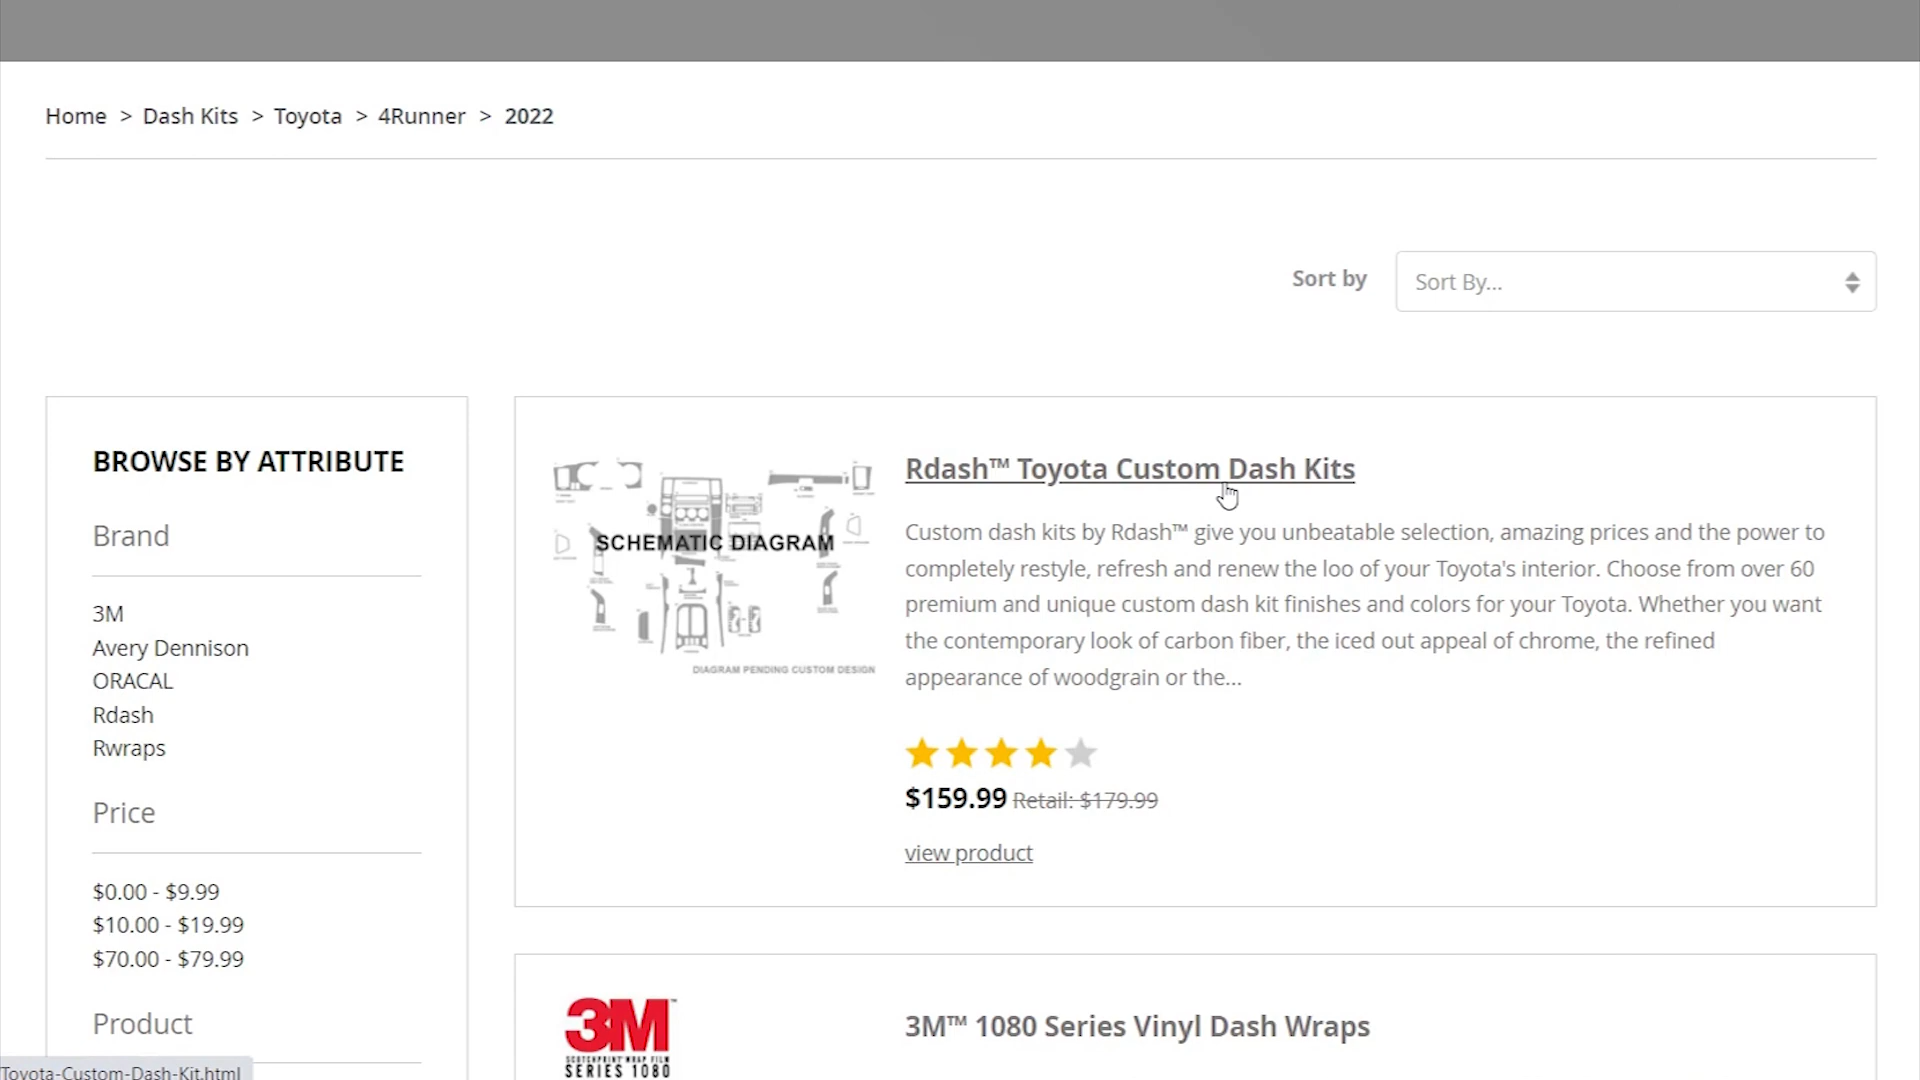 Home > Dash Kits > Toyota > 4Runner > 2022
Sort by
Sort By...
BROWSE BY ATTRIBUTE
Brand
3M
Avery Dennison
ORACAL
Rdash
Rwraps
Price
$0.00 - $9.99
$10.00 - $19.99
$70.00 - $79.99
Product
SCHEMATIC DIAGRAM
DIAGRAM PENDING CUSTOM DESIGN
Rdash™ Toyota Custom Dash Kits
Custom dash kits by Rdash™ give you unbeatable selection, amazing prices and the power to
completely restyle, refresh and renew the loo of your Toyota's interior. Choose from over 60
premium and unique custom dash kit finishes and colors for your Toyota. Whether you want
the contemporary look of carbon fiber, the iced out appeal of chrome, the refined
appearance of woodgrain or the...
$159.99 Retail: $179.99
view product
3M™
SCOTCHPRINT WRAP FILM
SERIES 1080
3M™ 1080 Series Vinyl Dash Wraps
Toyota-Custom-Dash-Kit.html